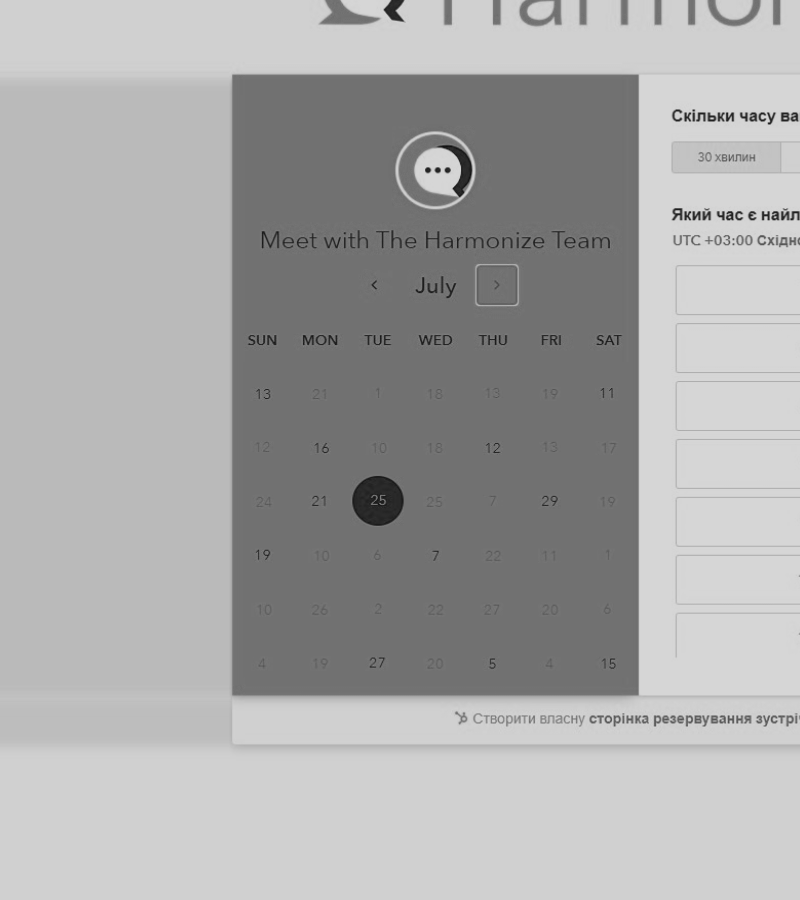 Harmon
Meet with The Harmonize Team
July
SUN MON TUE WED THU FRI SAT
13 21 1 18 13 19 11
12 16 10 18 12 13 17
24 21 25 25 7 29 19
19 10 6 7 22 11 1
10 26 2 22 27 20 6
4 19 27 20 5 4 15
Скільки часу ва
30 хвилин
Який час є найл
UTC +03:00 Східно
Створити власну сторінка резервування зустрі